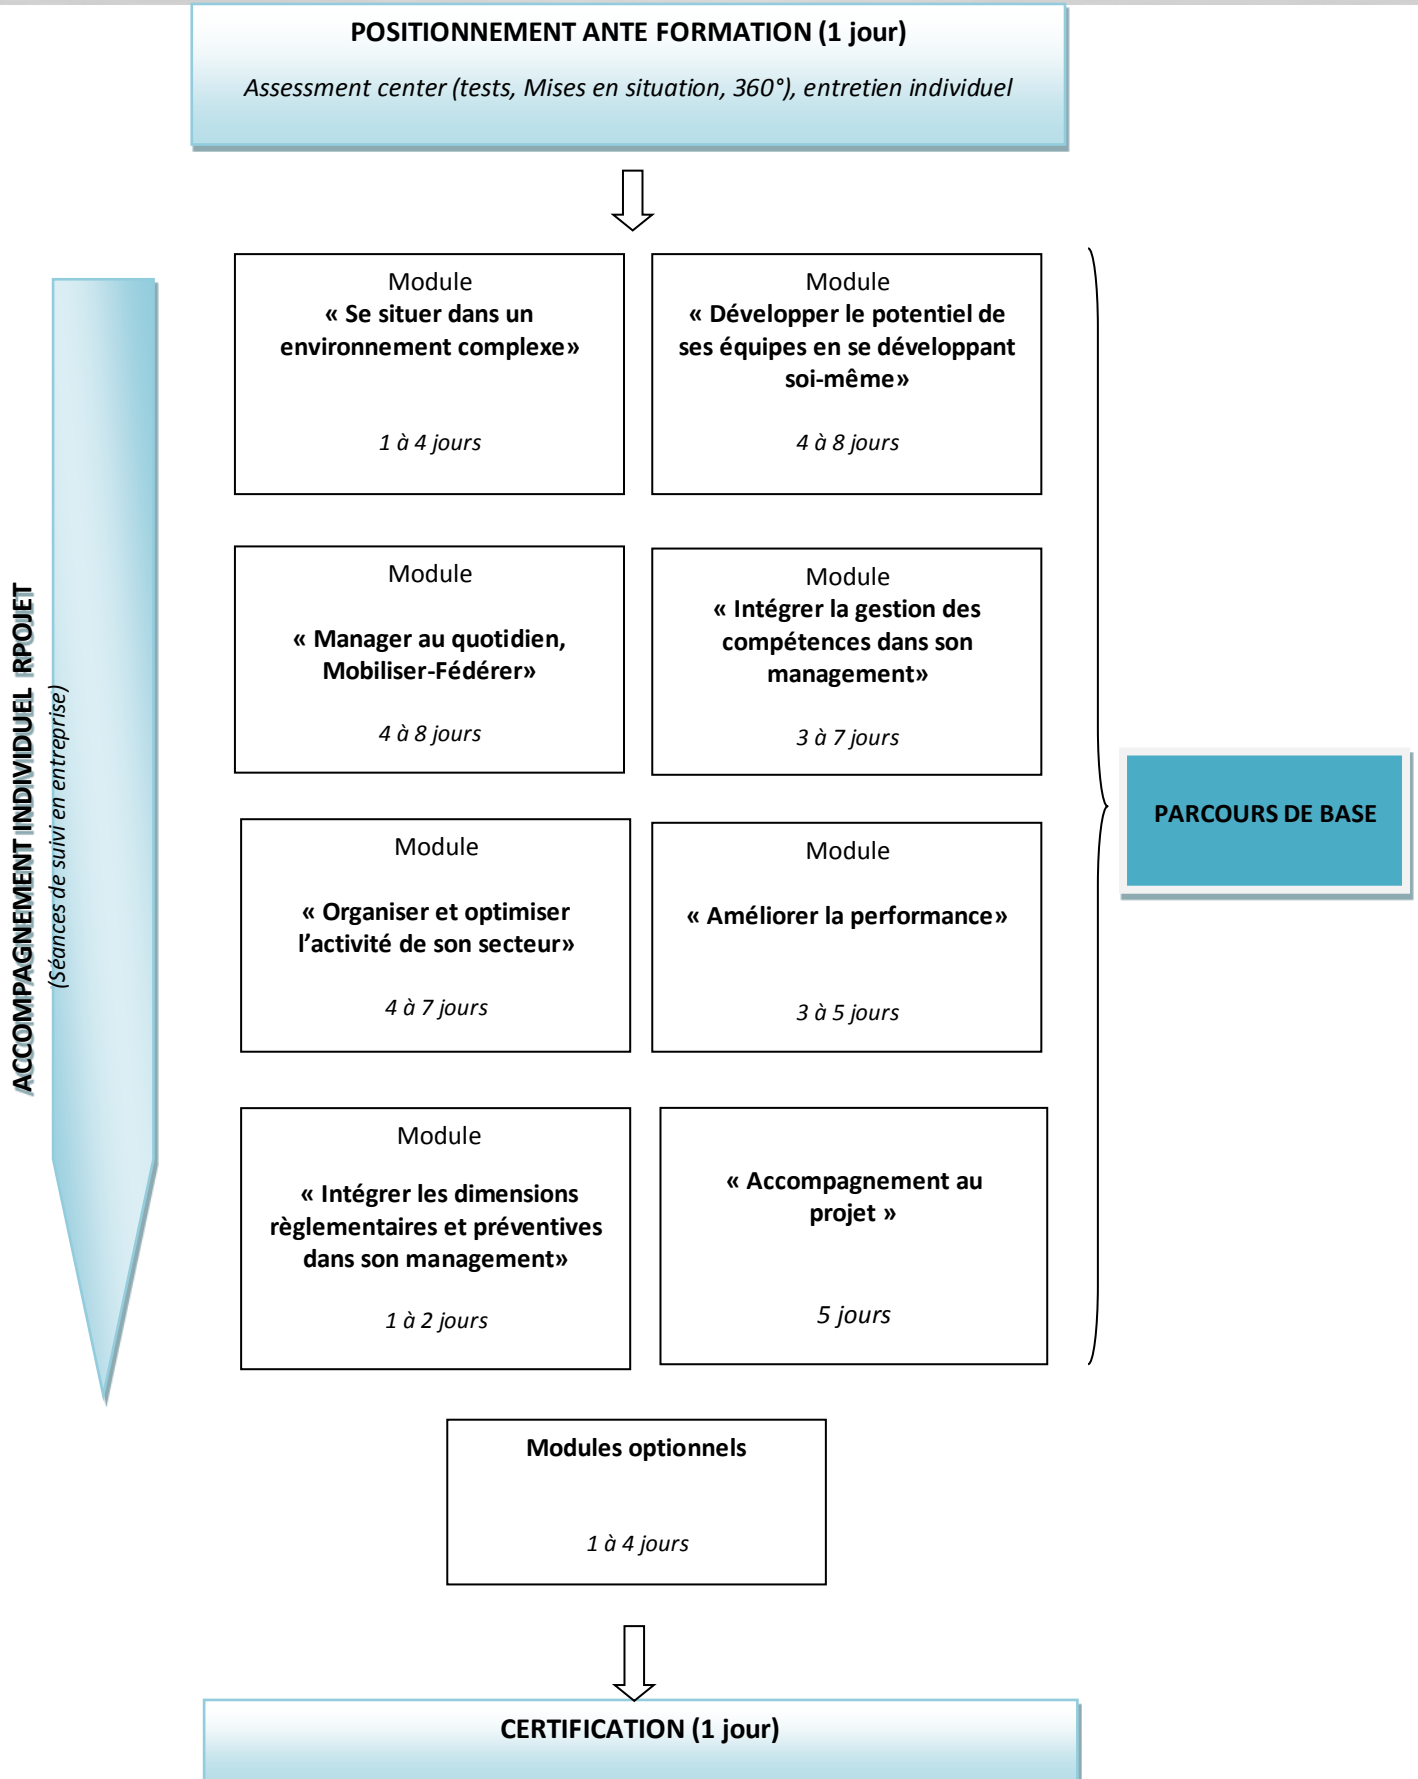 POSITIONNEMENT ANTE FORMATION (1 jour)
Assessment center (tests, Mises en situation, 360°), entretien individuel
ACCOMPAGNEMENT INDIVIDUEL RPOJET
(Séances de suivi en entreprise)
Module
« Se situer dans un
environnement complexe»
1 à 4 jours
Module
« Développer le potentiel de
ses équipes en se développant
soi-même»
4 à 8 jours
Module
« Manager au quotidien,
Mobiliser-Fédérer»
4 à 8 jours
Module
« Intégrer la gestion des
compétences dans son
management»
3 à 7 jours
PARCOURS DE BASE
Module
« Organiser et optimiser
l’activité de son secteur»
4 à 7 jours
Module
« Améliorer la performance»
3 à 5 jours
Module
« Intégrer les dimensions
règlementaires et préventives
dans son management»
1 à 2 jours
« Accompagnement au
projet »
5 jours
Modules optionnels
1 à 4 jours
CERTIFICATION (1 jour)